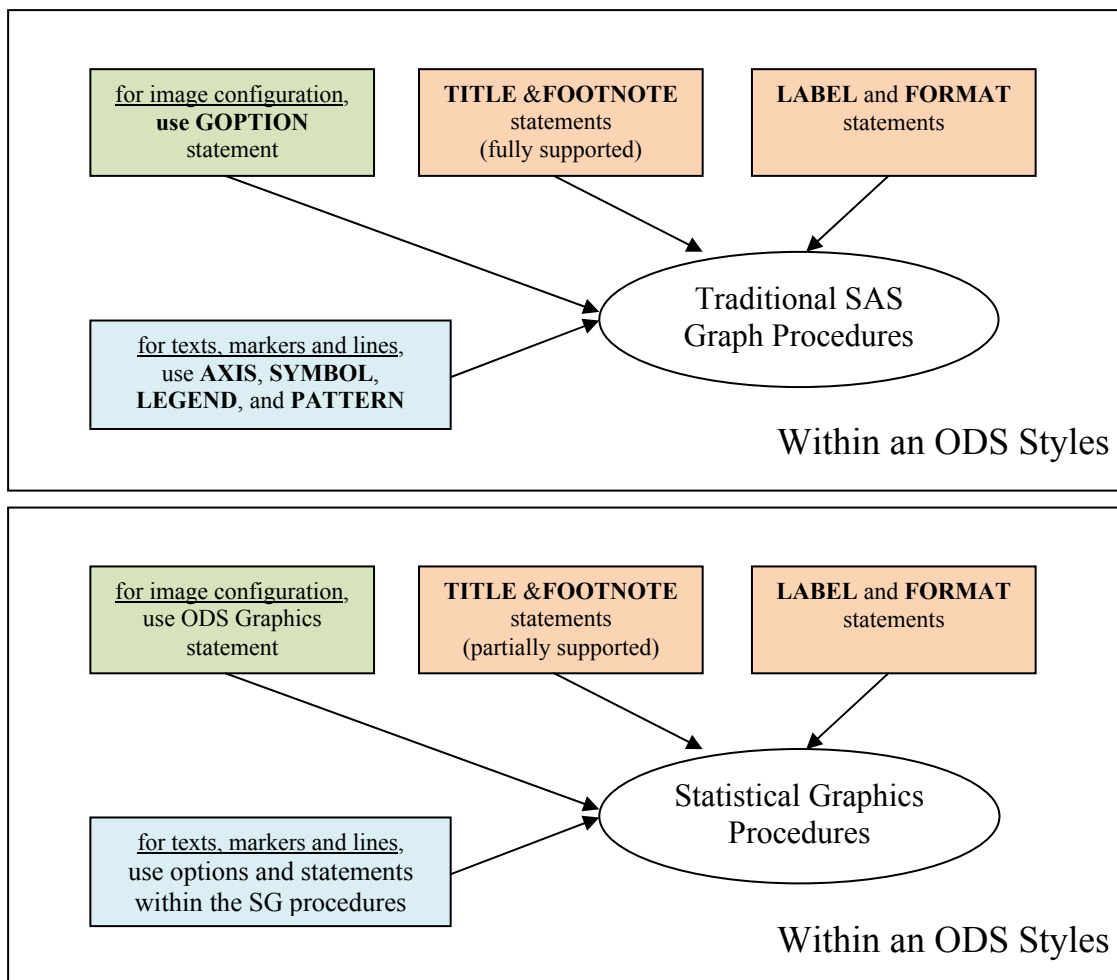 for image configuration,
use GOPTION
statement
TITLE &FOOTNOTE
statements
(fully supported)
LABEL and FORMAT
statements
Traditional SAS
Graph Procedures
for texts, markers and lines,
use AXIS, SYMBOL,
LEGEND, and PATTERN
Within an ODS Styles
for image configuration,
use ODS Graphics
statement
TITLE &FOOTNOTE
statements
(partially supported)
LABEL and FORMAT
statements
Statistical Graphics
Procedures
for texts, markers and lines,
use options and statements
within the SG procedures
Within an ODS Styles